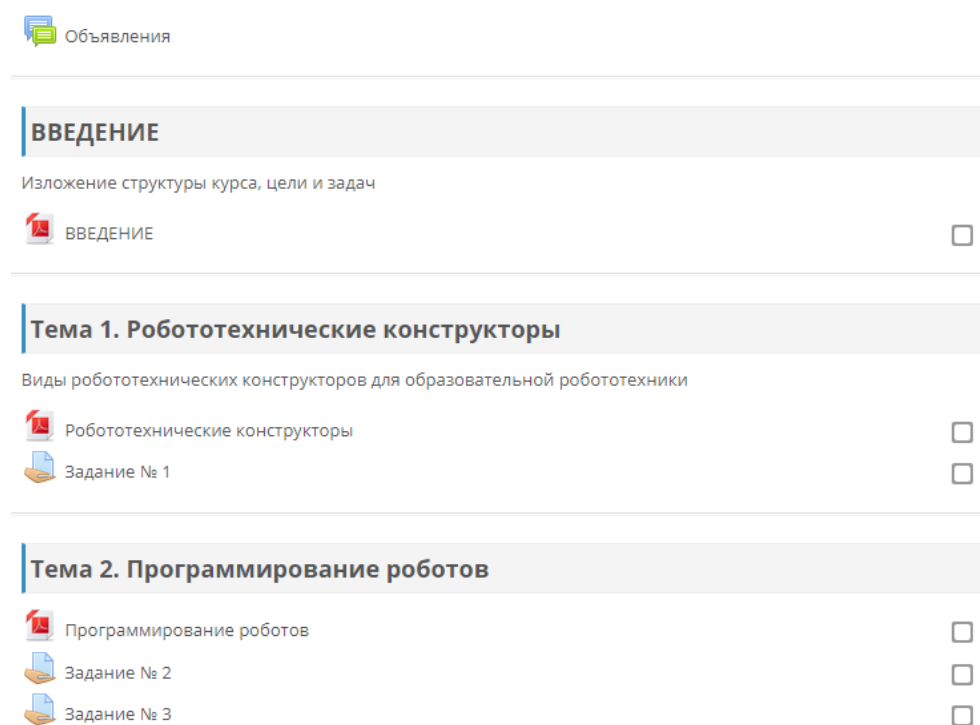 Объявления
ВВЕДЕНИЕ
Изложение структуры курса, цели и задач
ВВЕДЕНИЕ
Тема 1. Робототехнические конструкторы
Виды робототехнических конструкторов для образовательной робототехники
Робототехнические конструкторы
Задание № 1
Тема 2. Программирование роботов
Программирование роботов
Задание № 2
Задание № 3